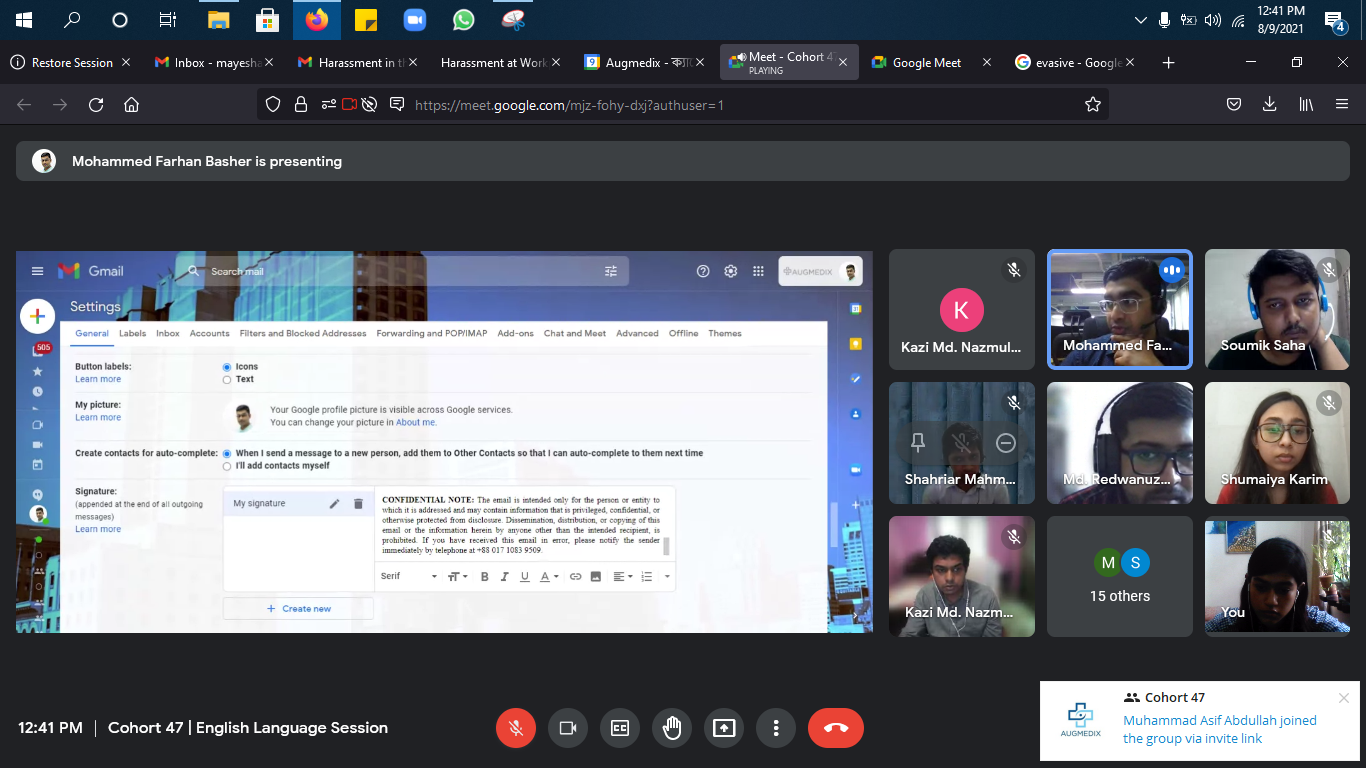 12:41 PM
8/9/2021
4
Restore Session
Inbox - mayesha
Harassment in th
Harassment at Work
Augmedix - ক্যা
Meet - Cohort 47
PLAYING
Google Meet
evasive - Google
https://meet.google.com/mjz-fohy-dxj?authuser=1
Mohammed Farhan Basher is presenting
Gmail
Search mail
AUGMEDIX
Settings
General Labels Inbox Accounts Filters and Blocked Addresses Forwarding and POP/IMAP Add-ons Chat and Meet Advanced Offline Themes
505
Button labels:
Learn more
Icons
Text
My picture:
Learn more
Your Google profile picture is visible across Google services.
You can change your picture in About me.
Create contacts for auto-complete:
When I send a message to a new person, add them to Other Contacts so that I can auto-complete to them next time
I'll add contacts myself
Signature:
(appended at the end of all outgoing
messages)
Learn more
My signature
CONFIDENTIAL NOTE: The email is intended only for the person or entity to
which it is addressed and may contain information that is privileged, confidential, or
otherwise protected from disclosure. Dissemination, distribution, or copying of this
email or the information herein by anyone other than the intended recipient, is
prohibited. If you have received this email in error, please notify the sender
immediately by telephone at +88 017 1083 9509.
Serif
B I U A
Create new
K
Kazi Md. Nazmul...
Mohammed Fa...
Soumik Saha
Shahriar Mahm...
Md. Redwanuz...
Shumaiya Karim
Kazi Md. Nazm...
M S
15 others
You
12:41 PM | Cohort 47 | English Language Session
AUGMEDIX
Cohort 47
Muhammad Asif Abdullah joined
the group via invite link